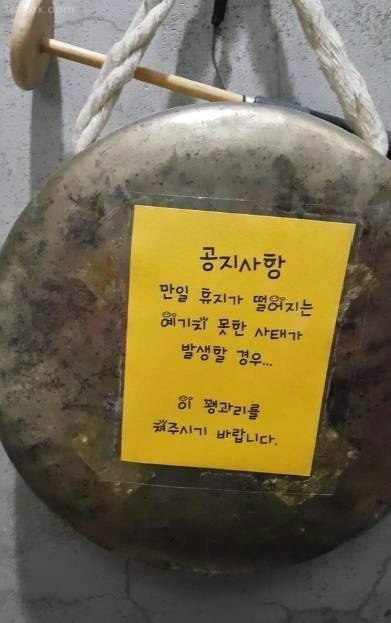 공지사항
만일 휴지가 떨어지는
예기치 못한 사태가
발생할 경우...
이 꽹과리를
쳐주시기 바랍니다.